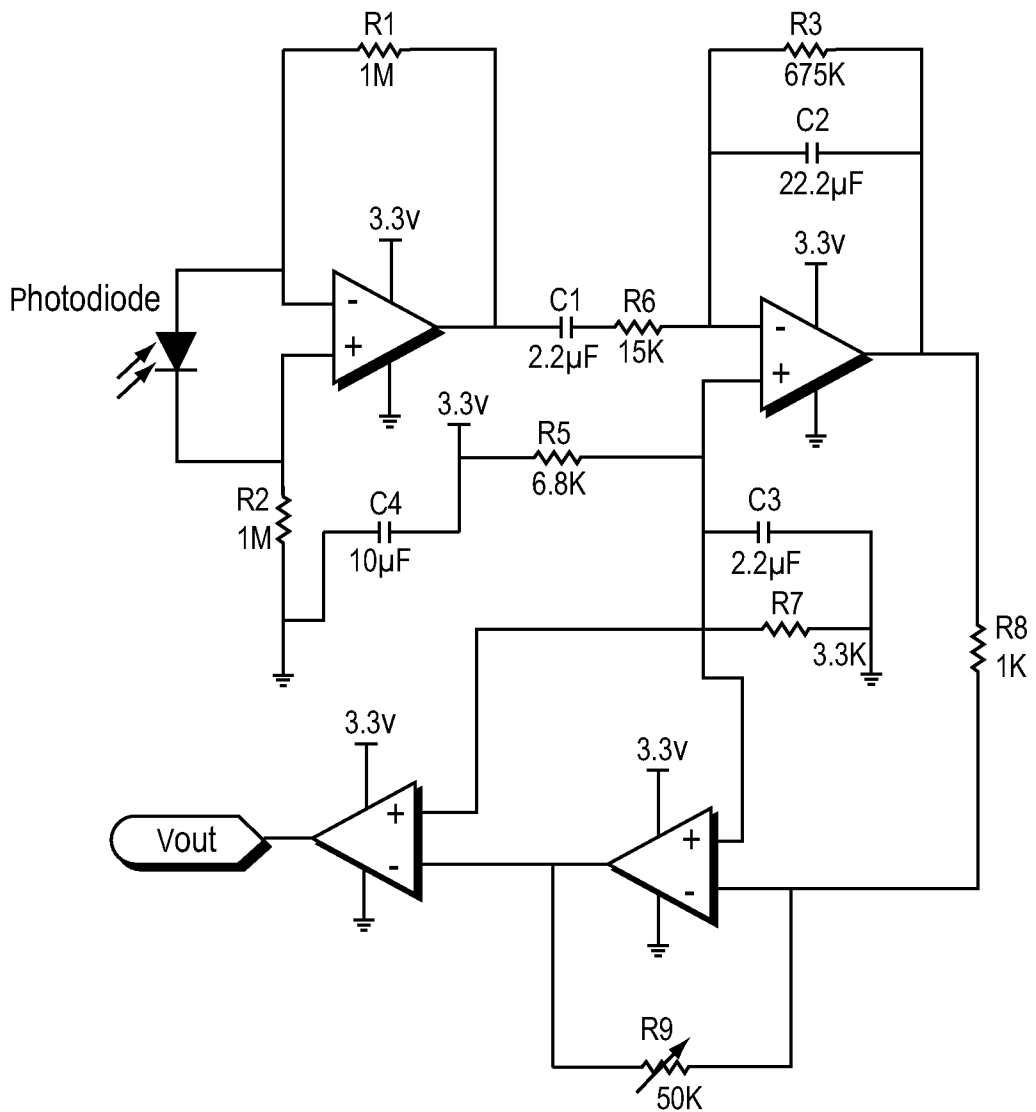 R1
1M
R3
675K
C2
22.2µF
3.3v
3.3v
Photodiode
-
+
C1
2.2µF
R6
15K
-
+
3.3v
R5
6.8K
R2
1M
C4
10µF
C3
2.2µF
R7
3.3K
R8
1K
3.3v
3.3v
+
-
Vout
+
-
R9
50K